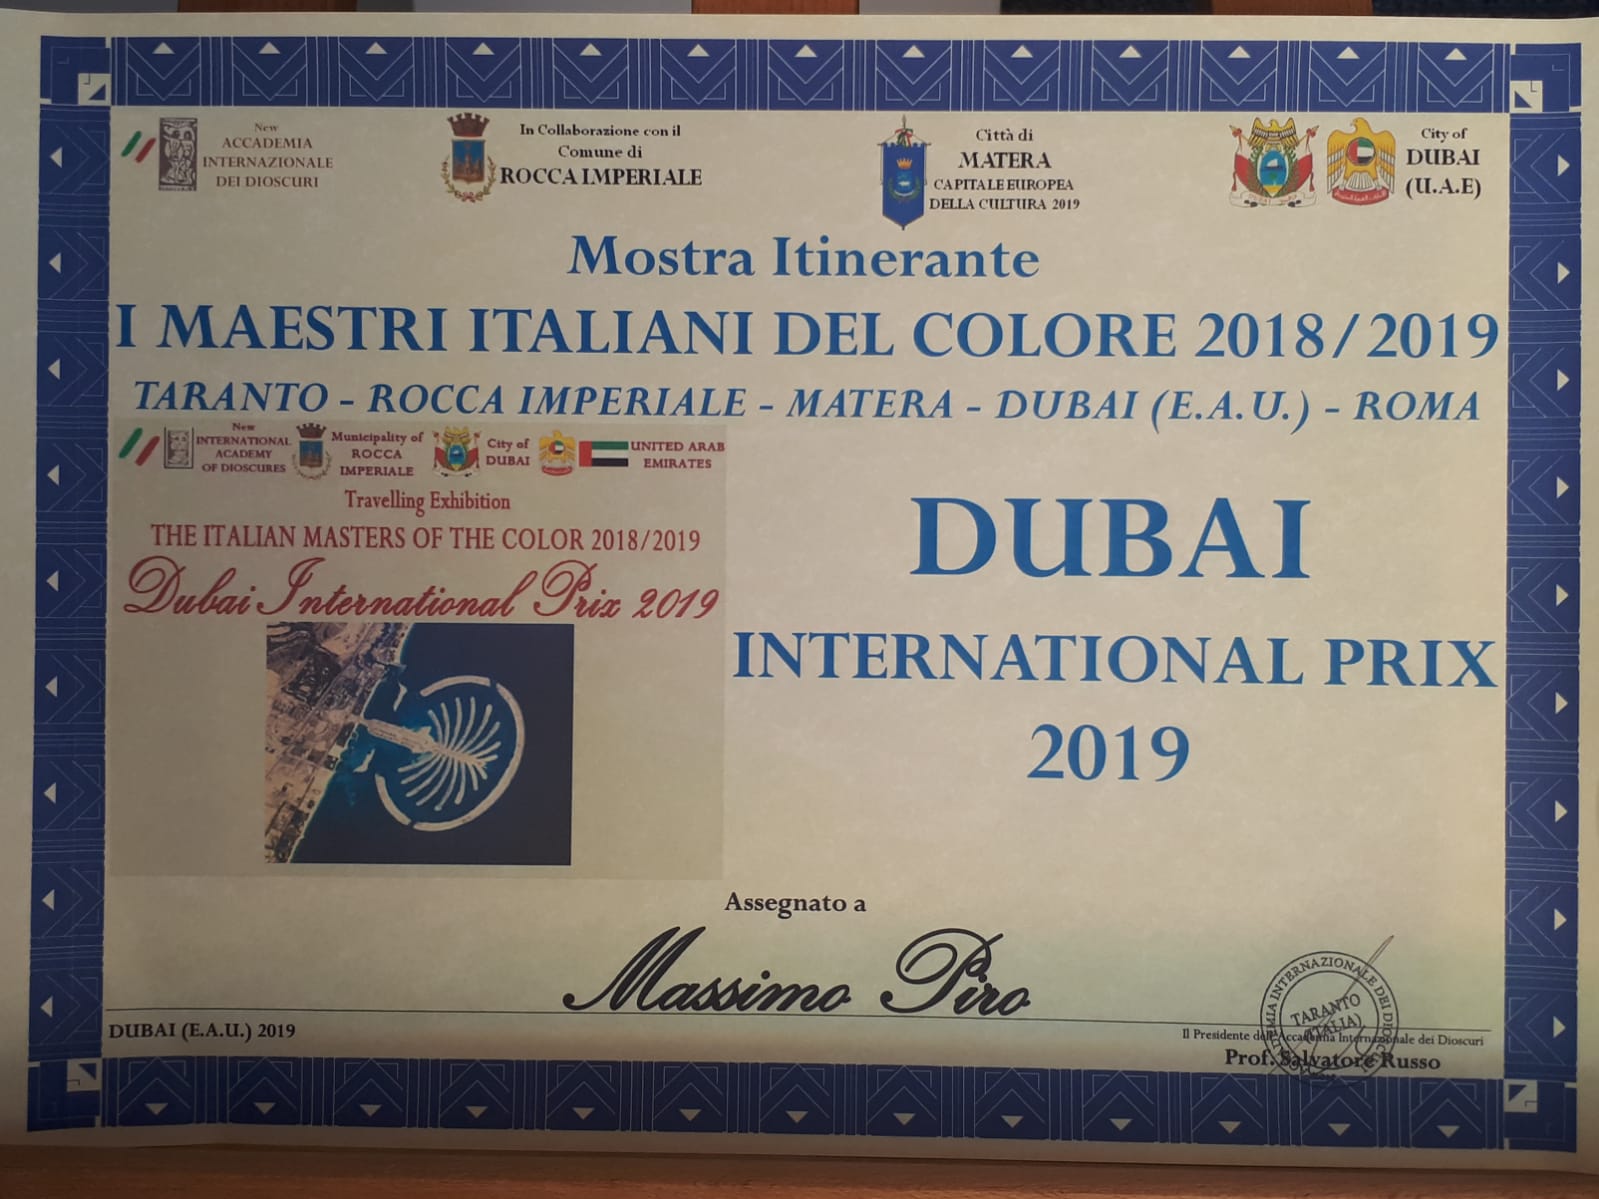 New
ACCADEMIA
INTERNAZIONALE
DEI DIOSCURI
In Collaborazione con il
Comune di
ROCCA IMPERIALE
Città di
MATERA
CAPITALE EUROPEA
DELLA CULTURA 2019
City of
DUBAI
(U.A.E)
Mostra Itinerante
I MAESTRI ITALIANI DEL COLORE 2018/2019
TARANTO - ROCCA IMPERIALE - MATERA - DUBAI (E.A.U.) - ROMA
New
INTERNATIONAL
ACADEMY
OF DIOSCURES
Municipality of
ROCCA
IMPERIALE
City of
DUBAI
UNITED ARAB
EMIRATES
Travelling Exhibition
THE ITALIAN MASTERS OF THE COLOR 2018/2019
Dubai International Prix 2019
DUBAI
INTERNATIONAL PRIX
2019
Assegnato a
Massimo Piro
DUBAI (E.A.U.) 2019
INTERNAZIONALE DEI
TARANTO
(ITALIA)
Il Presidente dell'Accademia Internazionale dei Dioscuri
Prof. Salvatore Russo